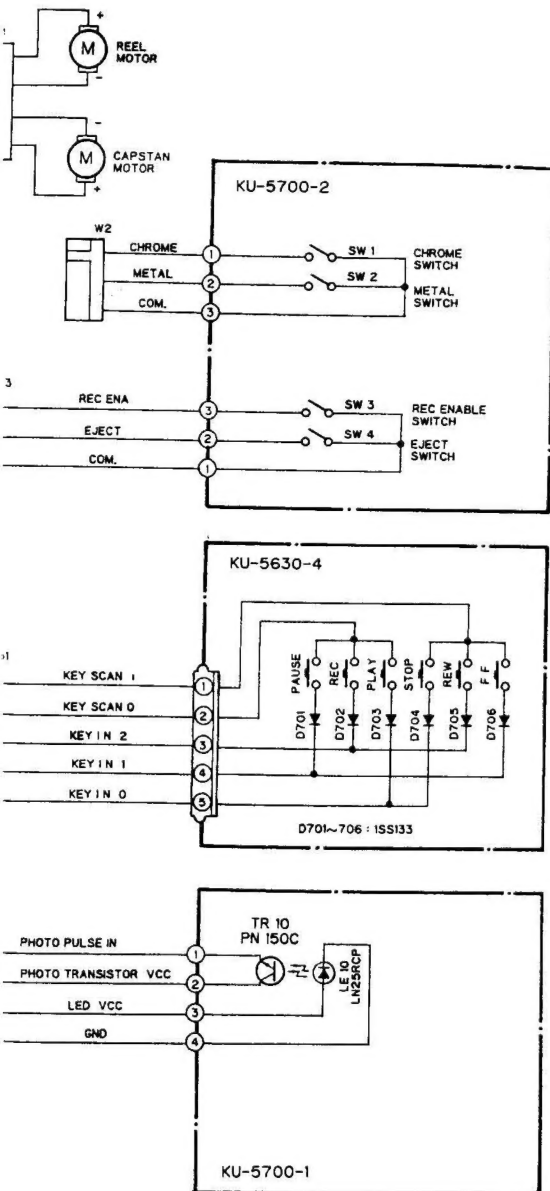 +
M
REEL
MOTOR
-
-
M
CAPSTAN
MOTOR
+
KU-5700-2
W2
CHROME
1
SW 1
CHROME
SWITCH
METAL
2
SW 2
METAL
SWITCH
COM.
3
3
REC ENA
3
SW 3
REC ENABLE
SWITCH
EJECT
2
SW 4
EJECT
SWITCH
COM.
1
KU-5630-4
PAUSE
REC
PLAY
STOP
REW
F F
KEY SCAN 1
1
KEY SCAN 0
2
KEY IN 2
3
KEY IN 1
4
KEY IN 0
5
D701
D702
D703
D704
D705
D706
D701~706 : 1SS133
TR 10
PN 150C
PHOTO PULSE IN
1
PHOTO TRANSISTOR VCC
2
LE 10
LN25RCP
LED VCC
3
GND
4
KU-5700-1